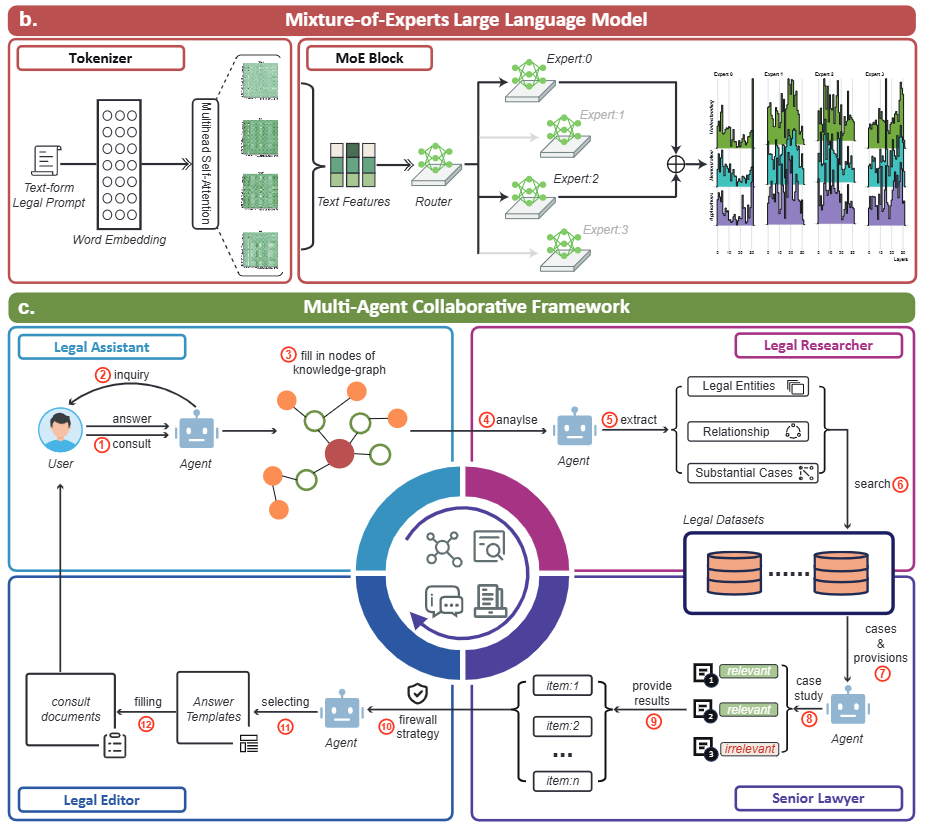 b.
Mixture-of-Experts Large Language Model
Tokenizer
Text-form
Legal Prompt
Word Embedding
Multihead Self-Attention
MoE Block
Text Features
Router
Expert:0
Expert:1
Expert:2
Expert:3
Expert 0
Expert 1
Expert 2
Expert 3
Layers
c.
Multi-Agent Collaborative Framework
Legal Assistant
2 inquiry
answer
1 consult
User
Agent
3 fill in nodes of
knowledge-graph
Legal Researcher
4 anaylse
Agent
5 extract
Legal Entities
Relationship
Substantial Cases
search 6
Legal Datasets
cases
&
provisions
7
Agent
case
study
8
1 relevant
2 relevant
3 irrelevant
provide
results
9
item:1
item:2
...
item:n
Senior Lawyer
10 firewall
strategy
Agent
selecting
11
Answer
Templates
filling
12
consult
documents
Legal Editor